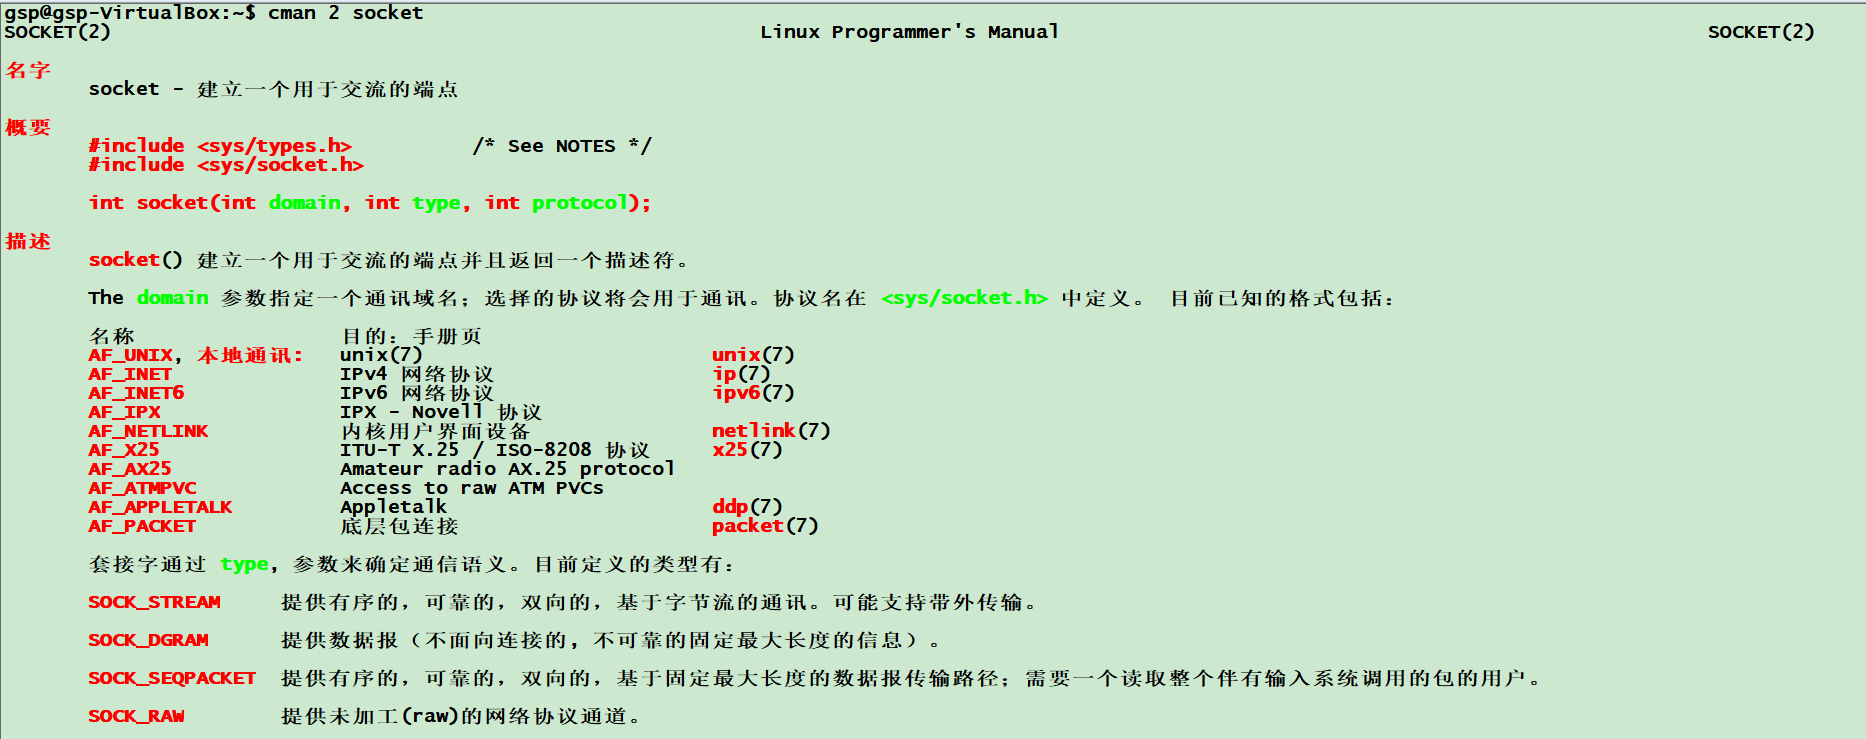 gsp@gsp-VirtualBox:~$ cman 2 socket
SOCKET(2) Linux Programmer's Manual SOCKET(2)
名字
socket - 建立一个用于交流的端点
概要
#include <sys/types.h> /* See NOTES */
#include <sys/socket.h>
int socket(int domain, int type, int protocol);
描述
socket() 建立一个用于交流的端点并且返回一个描述符。
The domain 参数指定一个通讯域名；选择的协议将会用于通讯。协议名在 <sys/socket.h> 中定义。 目前已知的格式包括：
名称 目的：手册页
AF_UNIX, 本地通讯: unix(7) unix(7)
AF_INET IPv4 网络协议 ip(7)
AF_INET6 IPv6 网络协议 ipv6(7)
AF_IPX IPX - Novell 协议
AF_NETLINK 内核用户界面设备 netlink(7)
AF_X25 ITU-T X.25 / ISO-8208 协议 x25(7)
AF_AX25 Amateur radio AX.25 protocol
AF_ATMPVC Access to raw ATM PVCs
AF_APPLETALK Appletalk ddp(7)
AF_PACKET 底层包连接 packet(7)
套接字通过 type，参数来确定通信语义。目前定义的类型有：
SOCK_STREAM 提供有序的，可靠的，双向的，基于字节流的通讯。可能支持带外传输。
SOCK_DGRAM 提供数据报（不面向连接的，不可靠的固定最大长度的信息）。
SOCK_SEQPACKET 提供有序的，可靠的，双向的，基于固定最大长度的数据报传输路径；需要一个读取整个伴有输入系统调用的包的用户。
SOCK_RAW 提供未加工(raw)的网络协议通道。